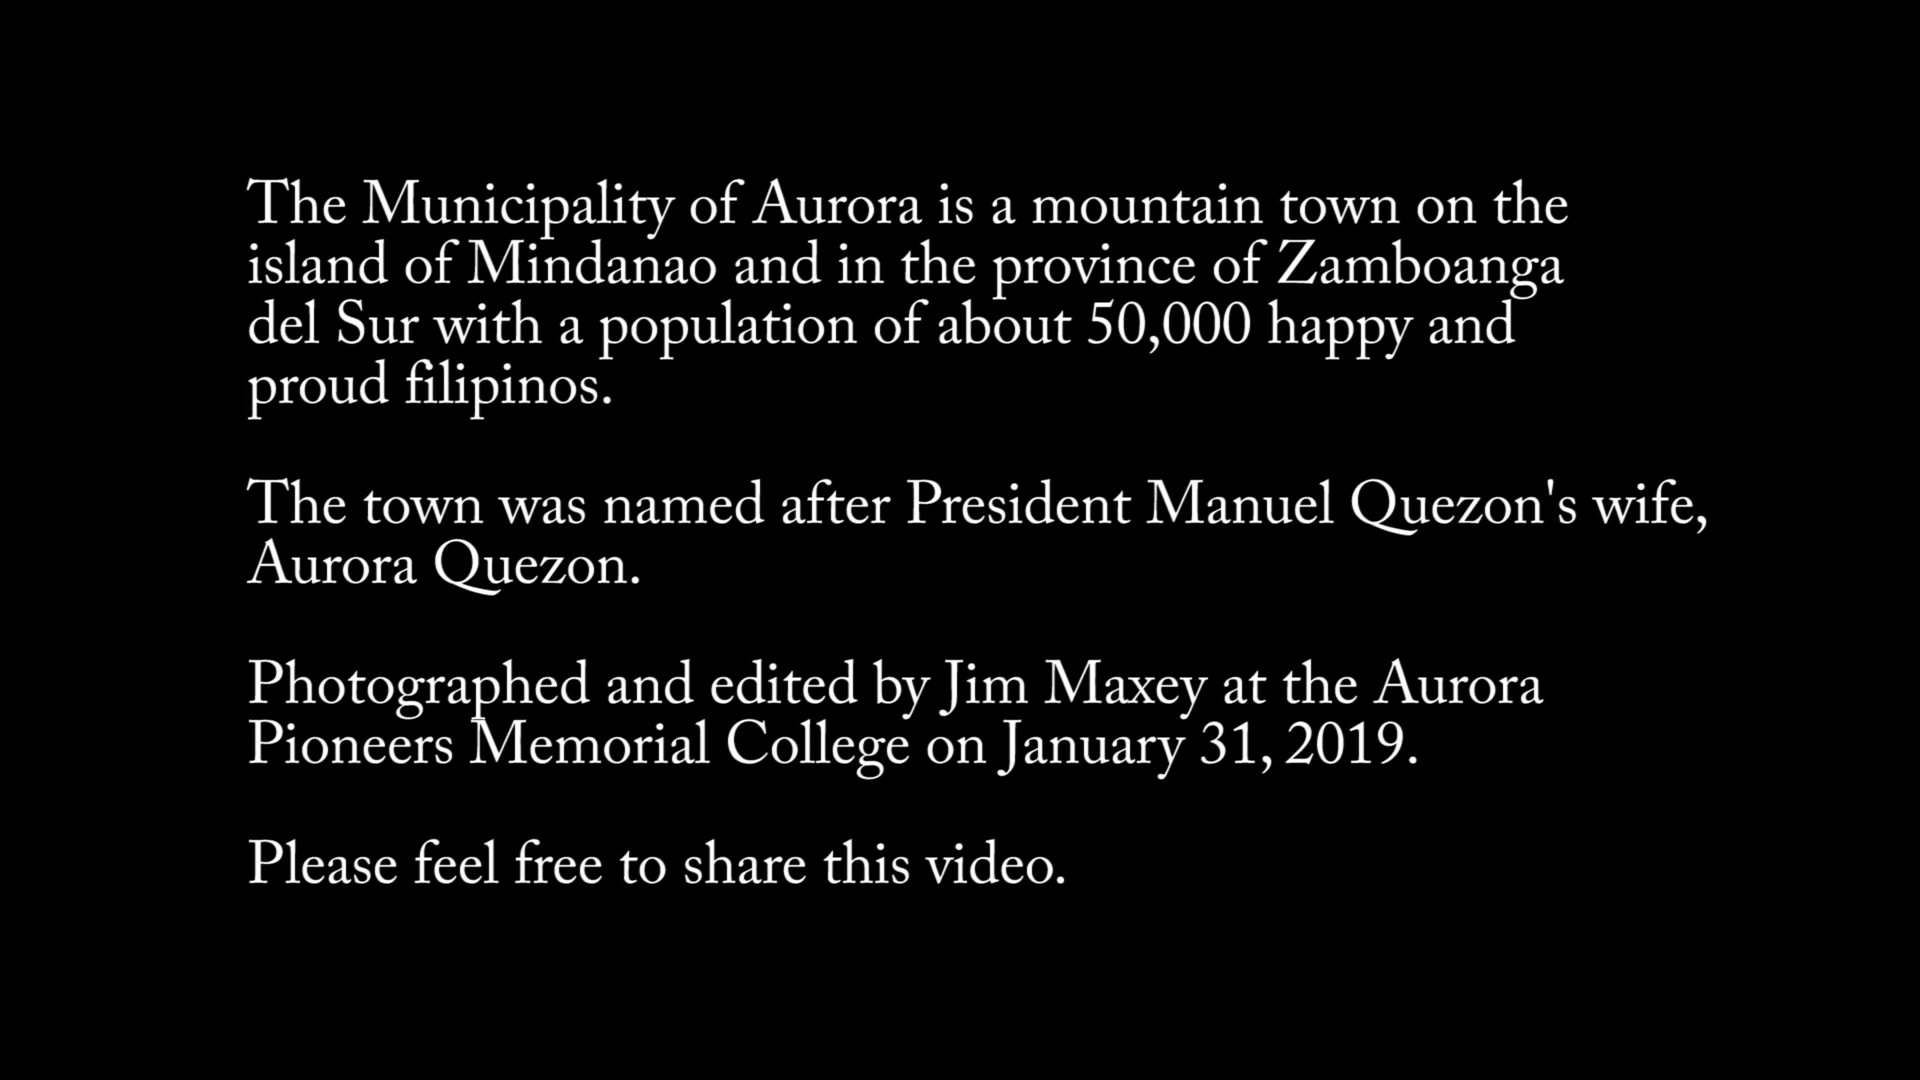 The Municipality of Aurora is a mountain town on the
island of Mindanao and in the province of Zamboanga
del Sur with a population of about 50,000 happy and
proud filipinos.
The town was named after President Manuel Quezon's wife,
Aurora Quezon.
Photographed and edited by Jim Maxey at the Aurora
Pioneers Memorial College on January 31, 2019.
Please feel free to share this video.